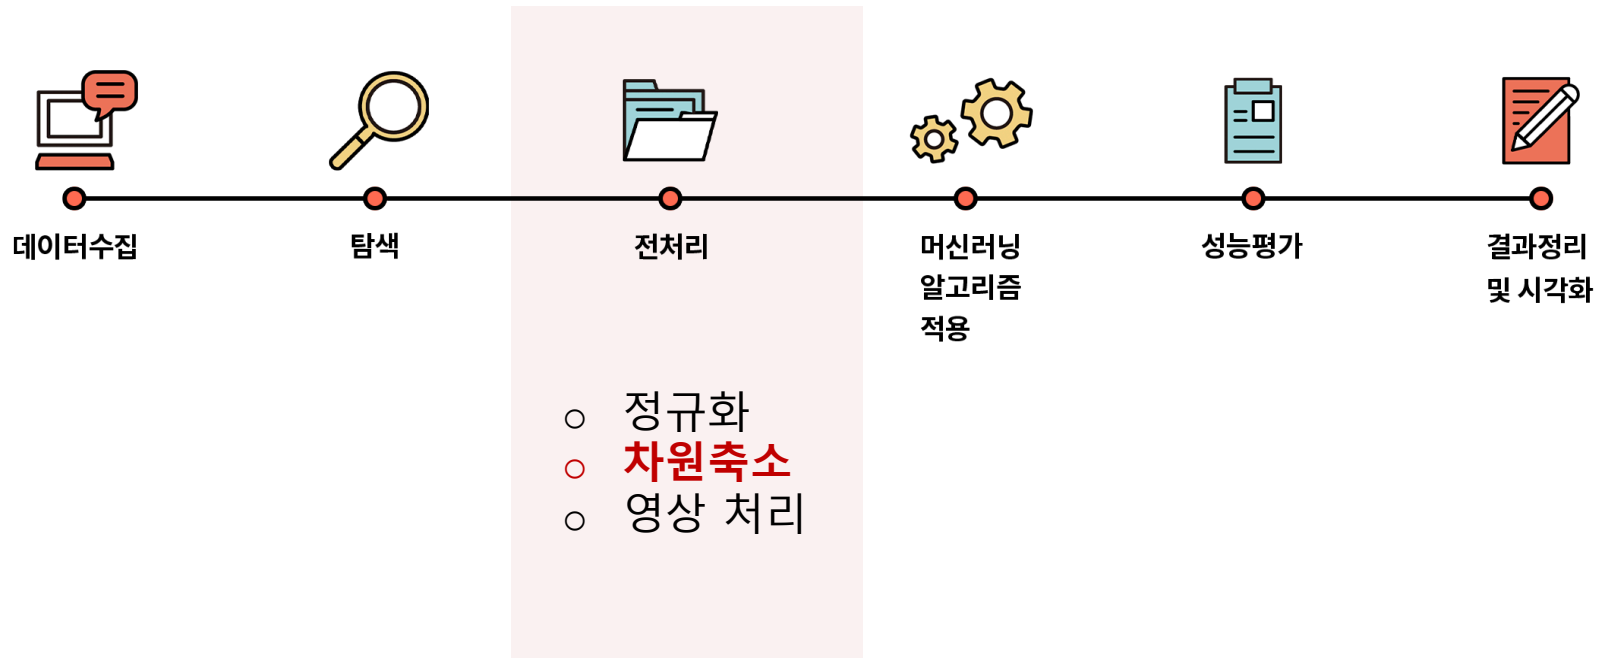 데이터수집
탐색
전처리
머신러닝
알고리즘
적용
성능평가
결과정리
및 시각화
○ 정규화
○ 차원축소
○ 영상 처리